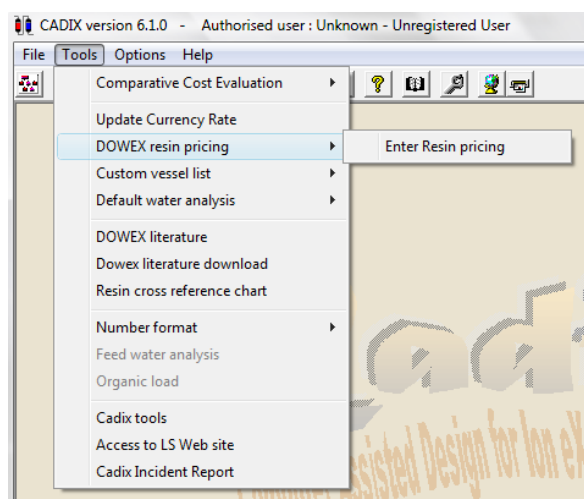 CADIX version 6.1.0 - Authorised user : Unknown - Unregistered User
File Tools Options Help
Comparative Cost Evaluation
Update Currency Rate
DOWEX resin pricing
Enter Resin pricing
Custom vessel list
Default water analysis
DOWEX literature
Dowex literature download
Resin cross reference chart
Number format
Feed water analysis
Organic load
Cadix tools
Access to LS Web site
Cadix Incident Report